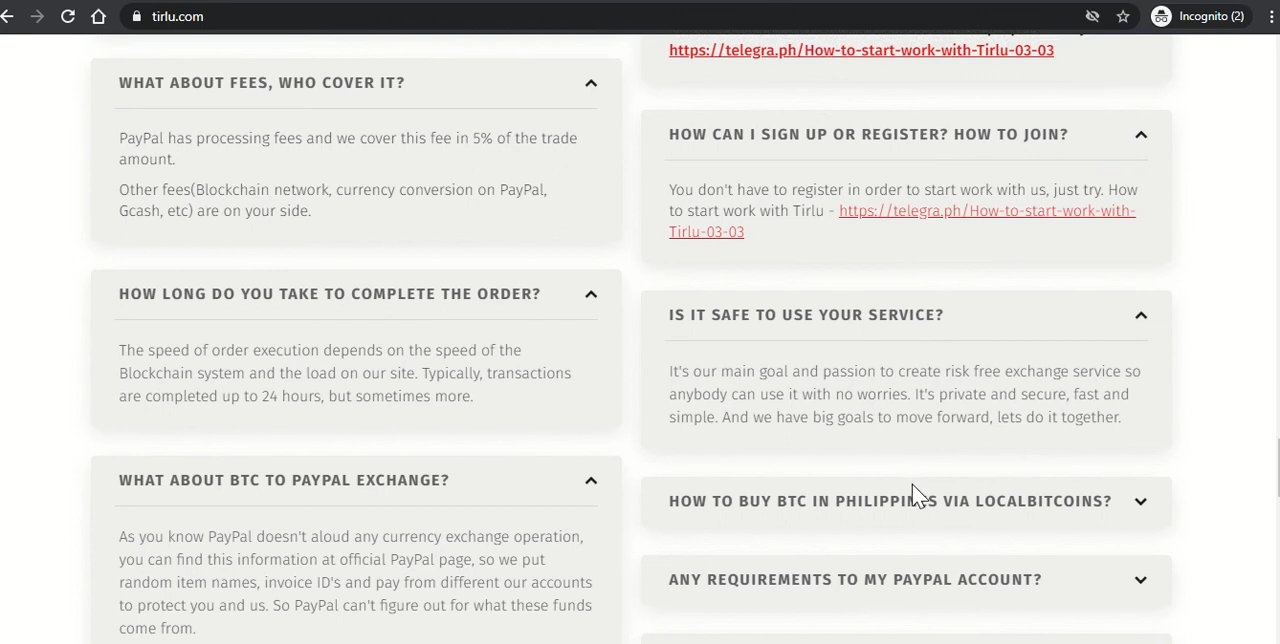 tirlu.com
Incognito (2)
WHAT ABOUT FEES, WHO COVER IT?
PayPal has processing fees and we cover this fee in 5% of the trade
amount.
Other fees(Blockchain network, currency conversion on PayPal,
Gcash, etc) are on your side.
HOW LONG DO YOU TAKE TO COMPLETE THE ORDER?
The speed of order execution depends on the speed of the
Blockchain system and the load on our site. Typically, transactions
are completed up to 24 hours, but sometimes more.
WHAT ABOUT BTC TO PAYPAL EXCHANGE?
As you know PayPal doesn't aloud any currency exchange operation,
you can find this information at official PayPal page, so we put
random item names, invoice ID's and pay from different our accounts
to protect you and us. So PayPal can't figure out for what these funds
come from.
https://telegra.ph/How-to-start-work-with-Tirlu-03-03
HOW CAN I SIGN UP OR REGISTER? HOW TO JOIN?
You don't have to register in order to start work with us, just try. How
to start work with Tirlu - https://telegra.ph/How-to-start-work-with-
Tirlu-03-03
IS IT SAFE TO USE YOUR SERVICE?
It's our main goal and passion to create risk free exchange service so
anybody can use it with no worries. It's private and secure, fast and
simple. And we have big goals to move forward, lets do it together.
HOW TO BUY BTC IN PHILIPPINES VIA LOCALBITCOINS?
ANY REQUIREMENTS TO MY PAYPAL ACCOUNT?